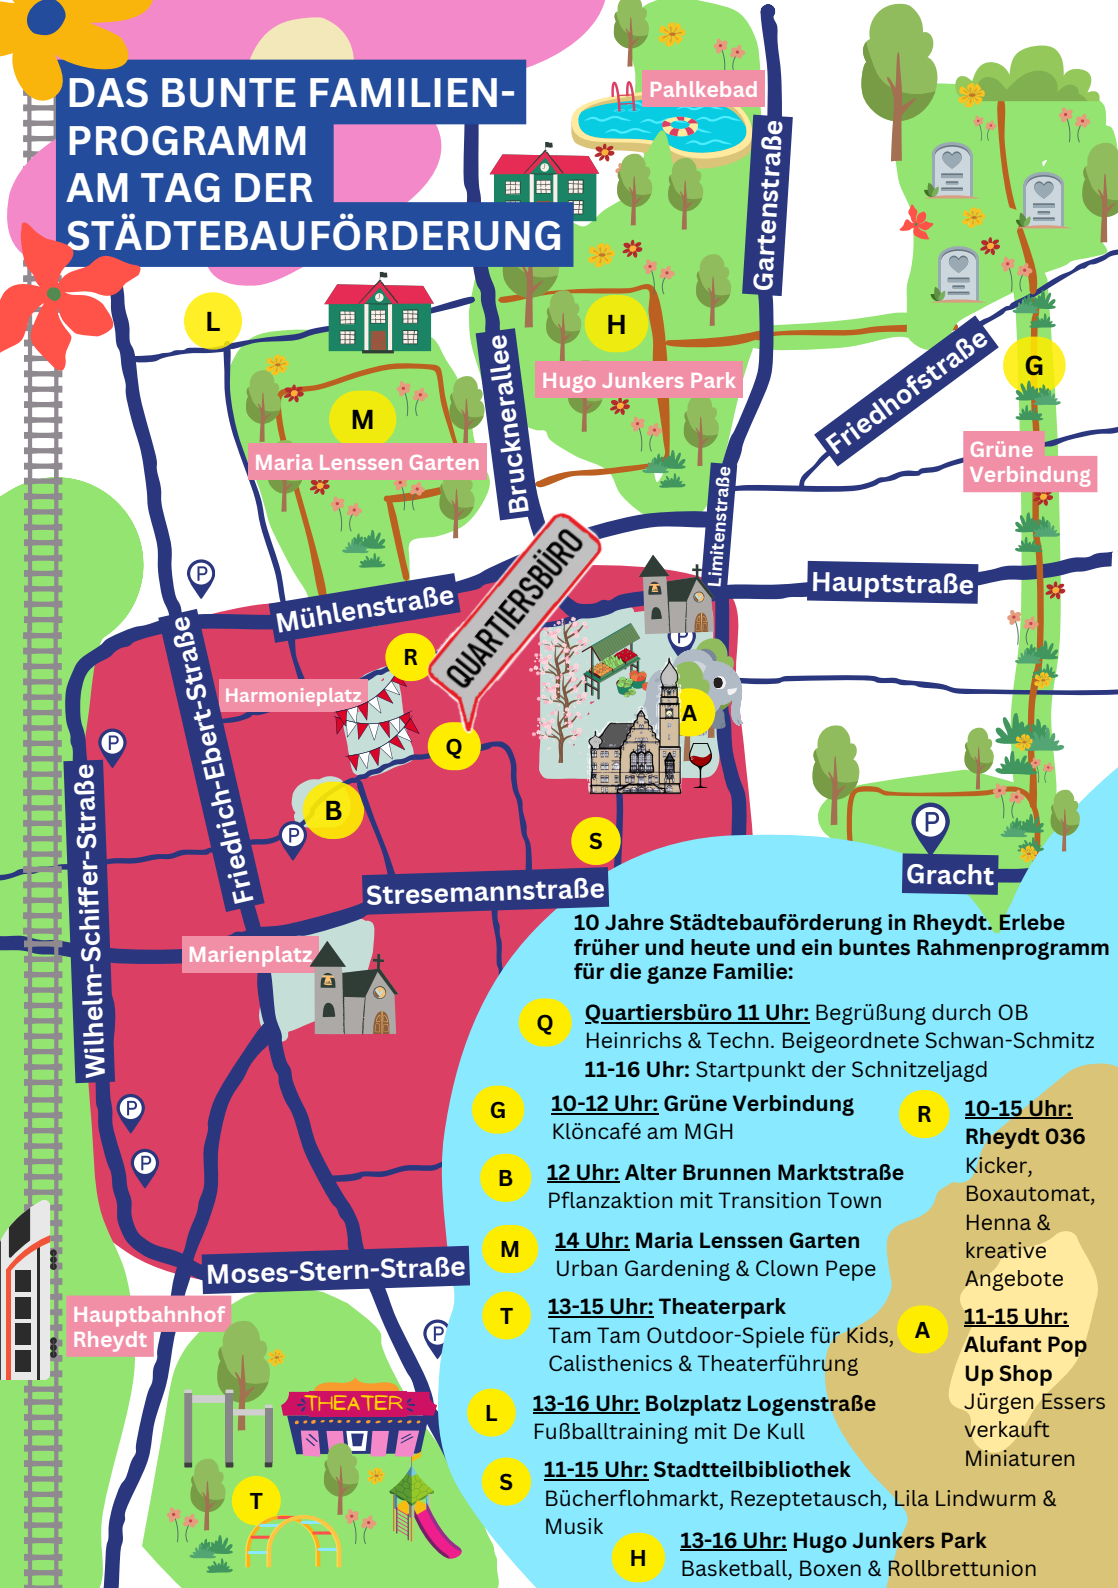 DAS BUNTE FAMILIEN-
PROGRAMM
AM TAG DER
STÄDTEBAUFÖRDERUNG
Pahlkebad
Gartenstraße
L
H
G
M
Hugo Junkers Park
Maria Lenssen Garten
Brucknerallee
Friedhofstraße
Grüne
Verbindung
Limitenstraße
QUARTIERSBÜRO
P
Hauptstraße
Mühlenstraße
P
R
Harmonieplatz
Friedrich-Ebert-Straße
A
Q
P
B
P
S
P
Wilhelm-Schiffer-Straße
Gracht
Stresemannstraße
Marienplatz
P
P
Moses-Stern-Straße
Hauptbahnhof
Rheydt
P
THEATER
T
10 Jahre Städtebauförderung in Rheydt. Erlebe
früher und heute und ein buntes Rahmenprogramm
für die ganze Familie:
Q
Quartiersbüro 11 Uhr: Begrüßung durch OB
Heinrichs & Techn. Beigeordnete Schwan-Schmitz
11-16 Uhr: Startpunkt der Schnitzeljagd
G
10-12 Uhr: Grüne Verbindung
Klöncafé am MGH
B
12 Uhr: Alter Brunnen Marktstraße
Pflanzaktion mit Transition Town
M
14 Uhr: Maria Lenssen Garten
Urban Gardening & Clown Pepe
T
13-15 Uhr: Theaterpark
Tam Tam Outdoor-Spiele für Kids,
Calisthenics & Theaterführung
L
13-16 Uhr: Bolzplatz Logenstraße
Fußballtraining mit De Kull
S
11-15 Uhr: Stadtteilbibliothek
Bücherflohmarkt, Rezeptetausch, Lila Lindwurm &
Musik
H
13-16 Uhr: Hugo Junkers Park
Basketball, Boxen & Rollbrettunion
R
10-15 Uhr:
Rheydt 036
Kicker,
Boxautomat,
Henna &
kreative
Angebote
A
11-15 Uhr:
Alufant Pop
Up Shop
Jürgen Essers
verkauft
Miniaturen